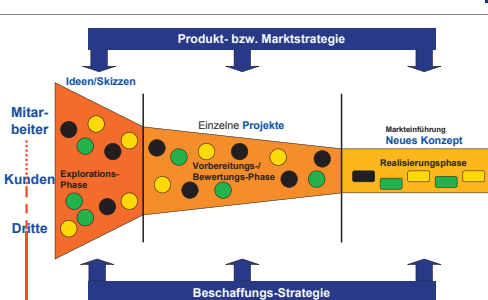 Produkt- bzw. Marktstrategie
Ideen/Skizzen
Mitar-
beiter
Kunden
Dritte
Explorations-
Phase
Einzelne Projekte
Vorbereitungs-/
Bewertungs-Phase
Markteinführung
Neues Konzept
Realisierungsphase
Beschaffungs-Strategie